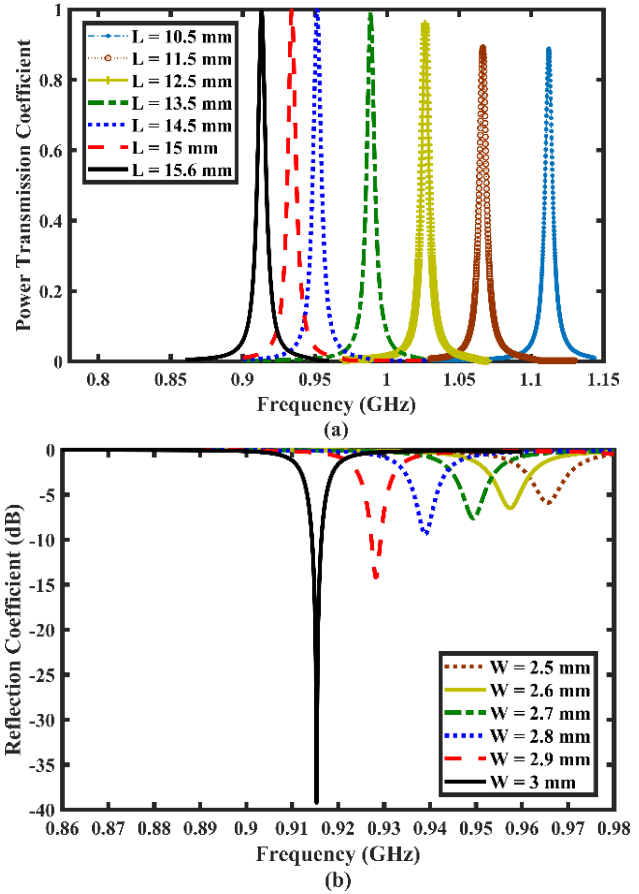 Power Transmission Coefficient
1
0.8
0.6
0.4
0.2
0
L = 10.5 mm
L = 11.5 mm
L = 12.5 mm
L = 13.5 mm
L = 14.5 mm
L = 15 mm
L = 15.6 mm
0.8 0.85 0.9 0.95 1 1.05 1.1 1.15
Frequency (GHz)
(a)
Reflection Coefficient (dB)
0
-5
-10
-15
-20
-25
-30
-35
-40
W = 2.5 mm
W = 2.6 mm
W = 2.7 mm
W = 2.8 mm
W = 2.9 mm
W = 3 mm
0.86 0.87 0.88 0.89 0.9 0.91 0.92 0.93 0.94 0.95 0.96 0.97 0.98
Frequency (GHz)
(b)